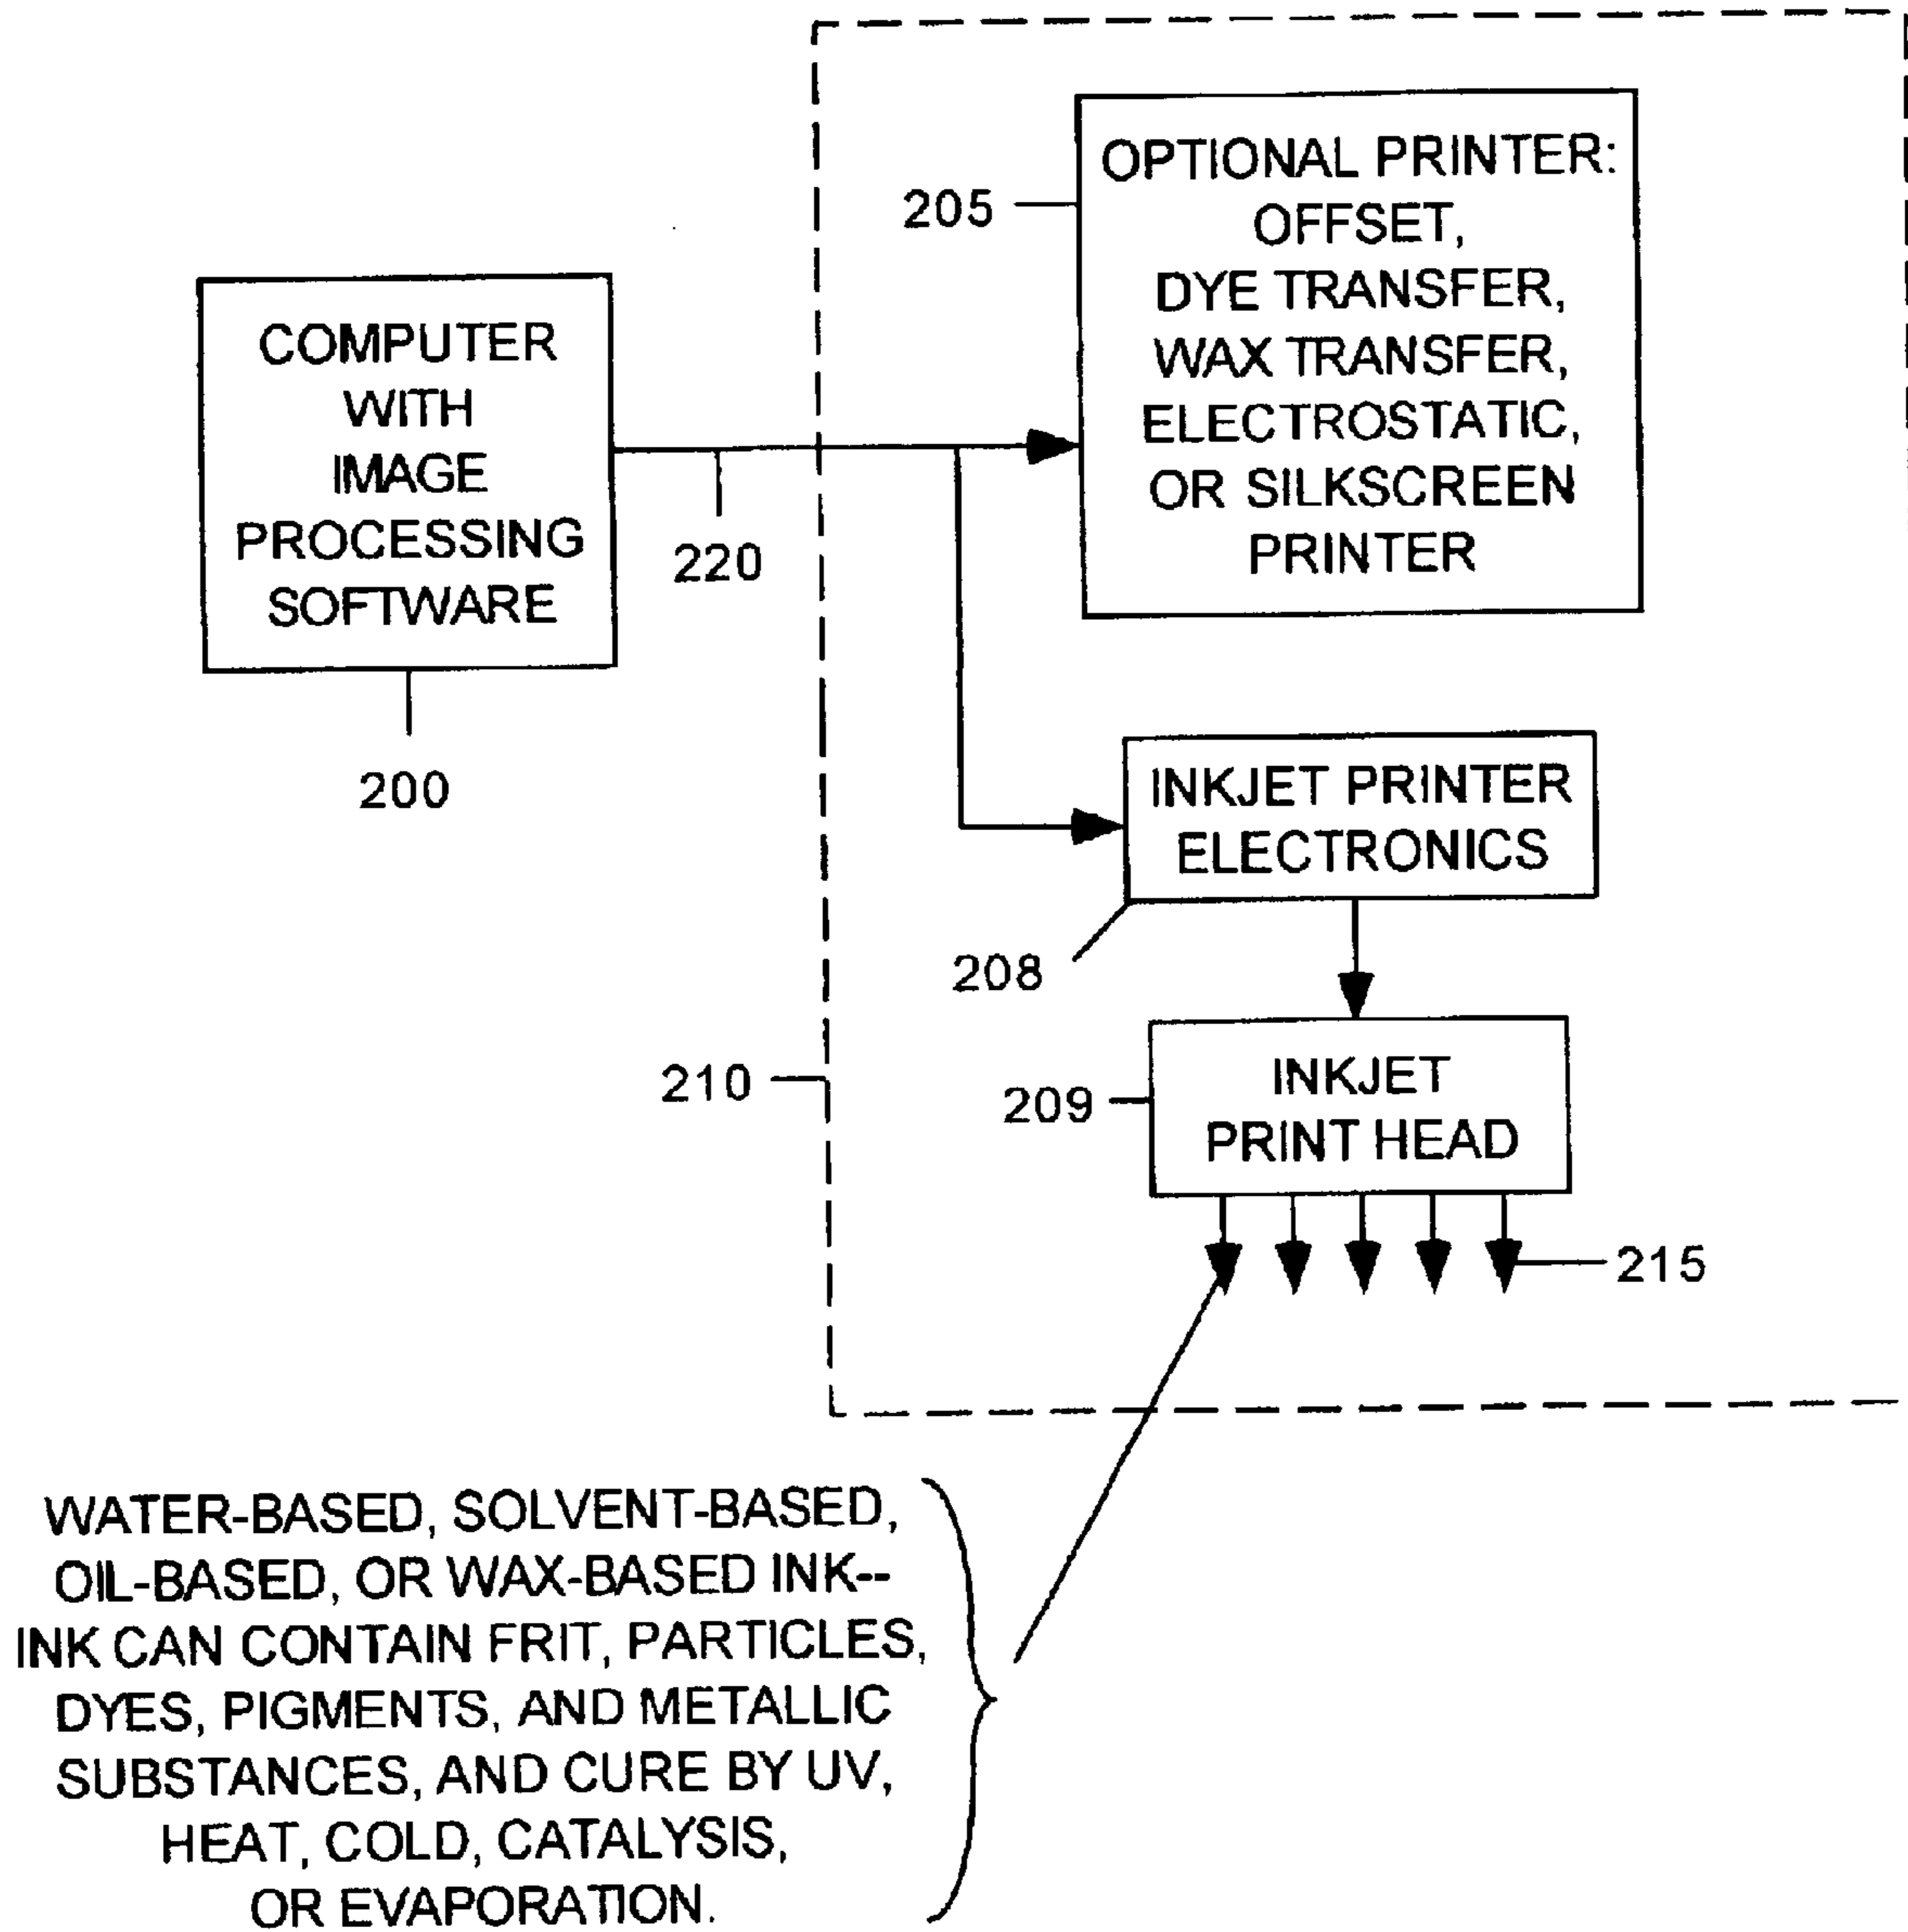 OPTIONAL PRINTER:
OFFSET,
DYE TRANSFER,
WAX TRANSFER,
ELECTROSTATIC,
OR SILKSCREEN
PRINTER
205
COMPUTER
WITH
IMAGE
PROCESSING
SOFTWARE
220
200
INKJET PRINTER
ELECTRONICS
208
INKJET
PRINT HEAD
210
209
215
WATER-BASED, SOLVENT-BASED,
OIL-BASED, OR WAX-BASED INK--
INK CAN CONTAIN FRIT, PARTICLES,
DYES, PIGMENTS, AND METALLIC
SUBSTANCES, AND CURE BY UV,
HEAT, COLD, CATALYSIS,
OR EVAPORATION.